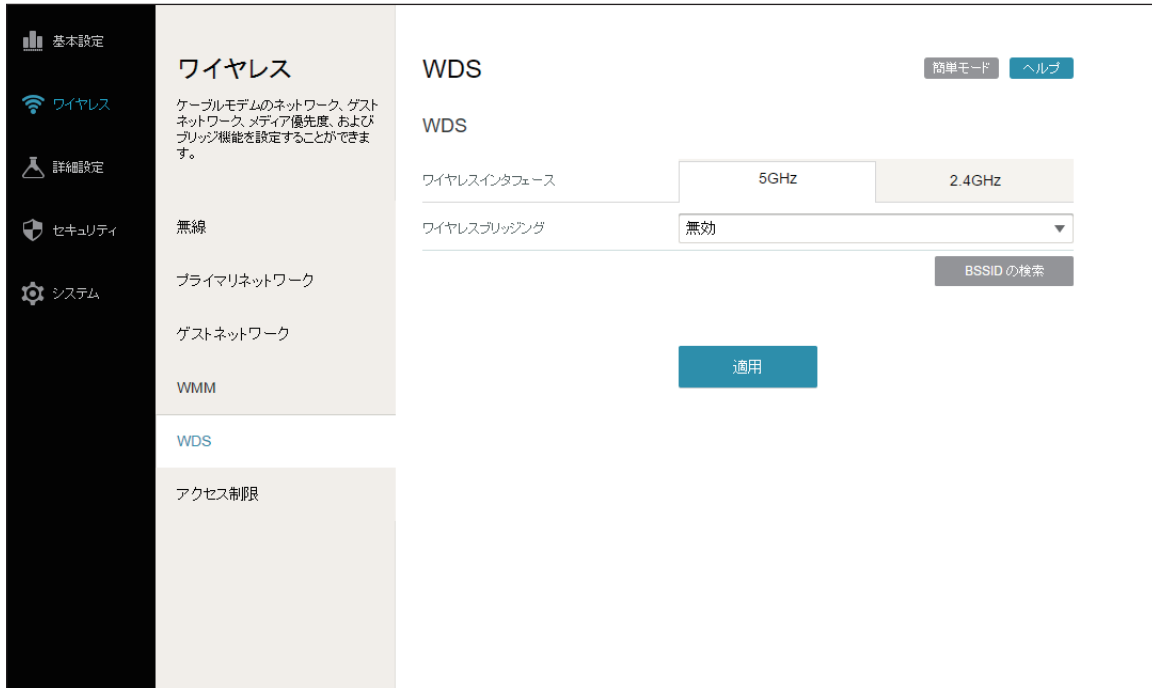 基本設定
ワイヤレス
詳細設定
セキュリティ
システム
ワイヤレス
ケーブルモデムのネットワーク、ゲスト
ネットワーク、メディア優先度、および
ブリッジ機能を設定することができま
す。
無線
プライマリネットワーク
ゲストネットワーク
WMM
WDS
アクセス制限
WDS
簡単モード
ヘルプ
WDS
ワイヤレスインタフェース
5GHz
2.4GHz
ワイヤレスブリッジング
無効
BSSID の検索
適用